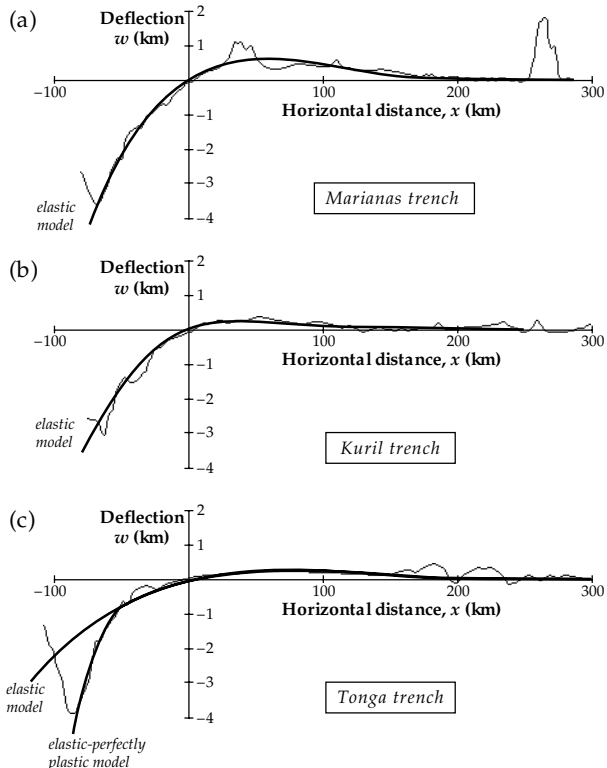 (a)
Deflection
w (km)
2
1
−100
100
200
300
Horizontal distance, x (km)
−1
−2
−3
−4
elastic
model
Marianas trench
(b)
Deflection
w (km)
2
1
−100
100
200
300
Horizontal distance, x (km)
−1
−2
−3
−4
elastic
model
Kuril trench
(c)
Deflection
w (km)
2
1
−100
100
200
300
Horizontal distance, x (km)
−1
−2
−3
−4
elastic
model
Tonga trench
elastic-perfectly
plastic model